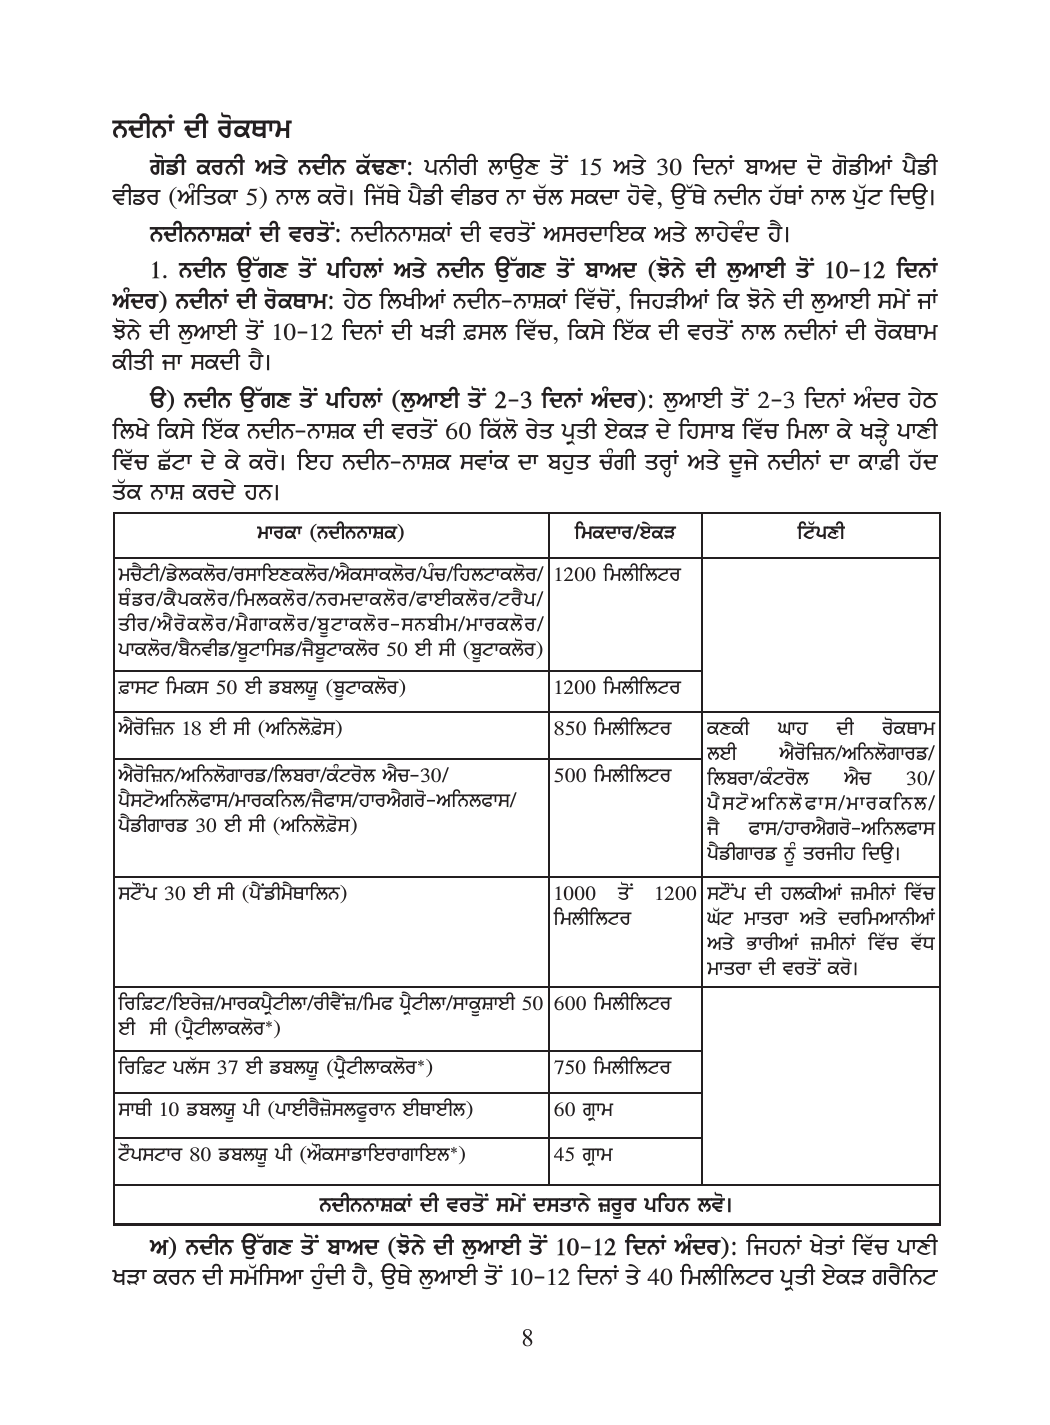 ਨਦੀਨਾਂ ਦੀ ਰੋਕਥਾਮ
ਗੋਡੀ ਕਰਨੀ ਅਤੇ ਨਦੀਨ ਕੱਢਣਾ: ਪਨੀਰੀ ਲਾਉਣ ਤੋਂ 15 ਅਤੇ 30 ਦਿਨਾਂ ਬਾਅਦ ਦੋ ਗੋਡੀਆਂ ਪੈਡੀ
ਵੀਡਰ (ਅੰਤਿਕਾ 5) ਨਾਲ ਕਰੋ। ਜਿੱਥੇ ਪੈਡੀ ਵੀਡਰ ਨਾ ਚੱਲ ਸਕਦਾ ਹੋਵੇ, ਉੱਥੇ ਨਦੀਨ ਹੱਥਾਂ ਨਾਲ ਪੁੱਟ ਦਿਉ।
ਨਦੀਨਨਾਸ਼ਕਾਂ ਦੀ ਵਰਤੋਂ: ਨਦੀਨਨਾਸ਼ਕਾਂ ਦੀ ਵਰਤੋਂ ਅਸਰਦਾਇਕ ਅਤੇ ਲਾਹੇਵੰਦ ਹੈ।
1. ਨਦੀਨ ਉੱਗਣ ਤੋਂ ਪਹਿਲਾਂ ਅਤੇ ਨਦੀਨ ਉੱਗਣ ਤੋਂ ਬਾਅਦ (ਝੋਨੇ ਦੀ ਲੁਆਈ ਤੋਂ 10-12 ਦਿਨਾਂ
ਅੰਦਰ) ਨਦੀਨਾਂ ਦੀ ਰੋਕਥਾਮ: ਹੇਠ ਲਿਖੀਆਂ ਨਦੀਨ-ਨਾਸ਼ਕਾਂ ਵਿੱਚੋਂ, ਜਿਹੜੀਆਂ ਕਿ ਝੋਨੇ ਦੀ ਲੁਆਈ ਸਮੇਂ ਜਾਂ
ਝੋਨੇ ਦੀ ਲੁਆਈ ਤੋਂ 10-12 ਦਿਨਾਂ ਦੀ ਖੜੀ ਫ਼ਸਲ ਵਿੱਚ, ਕਿਸੇ ਇੱਕ ਦੀ ਵਰਤੋਂ ਨਾਲ ਨਦੀਨਾਂ ਦੀ ਰੋਕਥਾਮ
ਕੀਤੀ ਜਾ ਸਕਦੀ ਹੈ।
ੳ) ਨਦੀਨ ਉੱਗਣ ਤੋਂ ਪਹਿਲਾਂ (ਲੁਆਈ ਤੋਂ 2-3 ਦਿਨਾਂ ਅੰਦਰ): ਲੁਆਈ ਤੋਂ 2-3 ਦਿਨਾਂ ਅੰਦਰ ਹੇਠ
ਲਿਖੇ ਕਿਸੇ ਇੱਕ ਨਦੀਨ-ਨਾਸ਼ਕ ਦੀ ਵਰਤੋਂ 60 ਕਿੱਲੋ ਰੇਤ ਪ੍ਰਤੀ ਏਕੜ ਦੇ ਹਿਸਾਬ ਵਿੱਚ ਮਿਲਾ ਕੇ ਖੜ੍ਹੇ ਪਾਣੀ
ਵਿੱਚ ਛੱਟਾ ਦੇ ਕੇ ਕਰੋ। ਇਹ ਨਦੀਨ-ਨਾਸ਼ਕ ਸਵਾਂਕ ਦਾ ਬਹੁਤ ਚੰਗੀ ਤਰ੍ਹਾਂ ਅਤੇ ਦੂਜੇ ਨਦੀਨਾਂ ਦਾ ਕਾਫ਼ੀ ਹੱਦ
ਤੱਕ ਨਾਸ਼ ਕਰਦੇ ਹਨ।
ਮਾਰਕਾ (ਨਦੀਨਨਾਸ਼ਕ) ਮਿਕਦਾਰ/ਏਕੜ ਟਿੱਪਣੀ
ਮਚੈਟੀ/ਡੇਲਕਲੋਰ/ਰਸਾਇਣਕਲੋਰ/ਐਕਸਾਕਲੋਰ/ਪੰਚ/ਹਿਲਟਾਕਲੋਰ/ 1200 ਮਿਲੀਲਿਟਰ
ਥੰਡਰ/ਕੈਪਕਲੋਰ/ਮਿਲਕਲੋਰ/ਨਰਮਦਾਕਲੋਰ/ਫਾਈਕਲੋਰ/ਟਰੈਪ/
ਤੀਰ/ਐਰੋਕਲੋਰ/ਮੈਗਾਕਲੋਰ/ਬੂਟਾਕਲੋਰ-ਸਨਬੀਮ/ਮਾਰਕਲੋਰ/
ਪਾਕਲੋਰ/ਬੈਨਵੀਡ/ਬੂਟਾਸਿਡ/ਜੈਬੂਟਾਕਲੋਰ 50 ਈ ਸੀ (ਬੂਟਾਕਲੋਰ)
ਫ਼ਾਸਟ ਮਿਕਸ 50 ਈ ਡਬਲਯੂ (ਬੂਟਾਕਲੋਰ) 1200 ਮਿਲੀਲਿਟਰ
ਐਰੋਜ਼ਿਨ 18 ਈ ਸੀ (ਅਨਿਲੋਫ਼ੋਸ) 850 ਮਿਲੀਲਿਟਰ
ਐਰੋਜ਼ਿਨ/ਅਨਿਲੋਗਾਰਡ/ਲਿਬਰਾ/ਕੰਟਰੋਲ ਐਚ-30/ 500 ਮਿਲੀਲਿਟਰ
ਪੈਸਟੋਅਨਿਲੋਫਾਸ/ਮਾਰਕਨਿਲ/ਜੈਫਾਸ/ਹਾਰਐਗਰੋ-ਅਨਿਲਫਾਸ/
ਪੈਡੀਗਾਰਡ 30 ਈ ਸੀ (ਅਨਿਲੋਫ਼ੋਸ)
ਕਣਕੀ ਘਾਹ ਦੀ ਰੋਕਥਾਮ
ਲਈ ਐਰੋਜ਼ਿਨ/ਅਨਿਲੋਗਾਰਡ/
ਲਿਬਰਾ/ਕੰਟਰੋਲ ਐਚ 30/
ਪੈਸਟੋਅਨਿਲੋਫਾਸ/ਮਾਰਕਨਿਲ/
ਜੈ ਫਾਸ/ਹਾਰਐਗਰੋ-ਅਨਿਲਫਾਸ
ਪੈਡੀਗਾਰਡ ਨੂੰ ਤਰਜੀਹ ਦਿਉ।
ਸਟੌਂਪ 30 ਈ ਸੀ (ਪੈਂਡੀਮੈਥਾਲਿਨ) 1000 ਤੋਂ 1200
ਮਿਲੀਲਿਟਰ
ਸਟੌਂਪ ਦੀ ਹਲਕੀਆਂ ਜ਼ਮੀਨਾਂ ਵਿੱਚ
ਘੱਟ ਮਾਤਰਾ ਅਤੇ ਦਰਮਿਆਨੀਆਂ
ਅਤੇ ਭਾਰੀਆਂ ਜ਼ਮੀਨਾਂ ਵਿੱਚ ਵੱਧ
ਮਾਤਰਾ ਦੀ ਵਰਤੋਂ ਕਰੋ।
ਰਿਫ਼ਿਟ/ਇਰੇਜ਼/ਮਾਰਕਪ੍ਰੈਟੀਲਾ/ਰੀਵੈਂਜ਼/ਮਿਫ ਪ੍ਰੈਟੀਲਾ/ਸਾਕੂਸ਼ਾਈ 50 600 ਮਿਲੀਲਿਟਰ
ਈ ਸੀ (ਪ੍ਰੈਟੀਲਾਕਲੋਰ*)
ਰਿਫ਼ਿਟ ਪਲੱਸ 37 ਈ ਡਬਲਯੂ (ਪ੍ਰੈਟੀਲਾਕਲੋਰ*) 750 ਮਿਲੀਲਿਟਰ
ਸਾਥੀ 10 ਡਬਲਯੂ ਪੀ (ਪਾਈਰੈਜ਼ੋਸਲਫੂਰਾਨ ਈਥਾਈਲ) 60 ਗ੍ਰਾਮ
ਟੌਪਸਟਾਰ 80 ਡਬਲਯੂ ਪੀ (ਔਕਸਾਡਾਇਰਾਗਾਇਲ*) 45 ਗ੍ਰਾਮ
ਨਦੀਨਨਾਸ਼ਕਾਂ ਦੀ ਵਰਤੋਂ ਸਮੇਂ ਦਸਤਾਨੇ ਜ਼ਰੂਰ ਪਹਿਨ ਲਵੋ।
ਅ) ਨਦੀਨ ਉੱਗਣ ਤੋਂ ਬਾਅਦ (ਝੋਨੇ ਦੀ ਲੁਆਈ ਤੋਂ 10-12 ਦਿਨਾਂ ਅੰਦਰ): ਜਿਹਨਾਂ ਖੇਤਾਂ ਵਿੱਚ ਪਾਣੀ
ਖੜਾ ਕਰਨ ਦੀ ਸਮੱਸਿਆ ਹੁੰਦੀ ਹੈ, ਉਥੇ ਲੁਆਈ ਤੋਂ 10-12 ਦਿਨਾਂ ਤੇ 40 ਮਿਲੀਲਿਟਰ ਪ੍ਰਤੀ ਏਕੜ ਗਰੈਨਿਟ
8